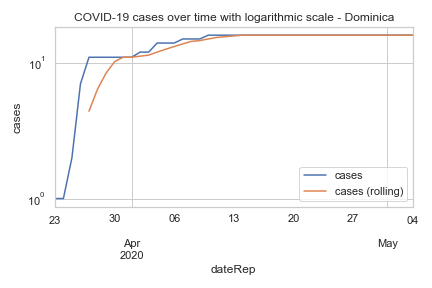 COVID-19 cases over time with logarithmic scale - Dominica
10¹
10⁰
cases
cases
cases (rolling)
23
30
06
13
20
27
04
Apr
2020
May
dateRep